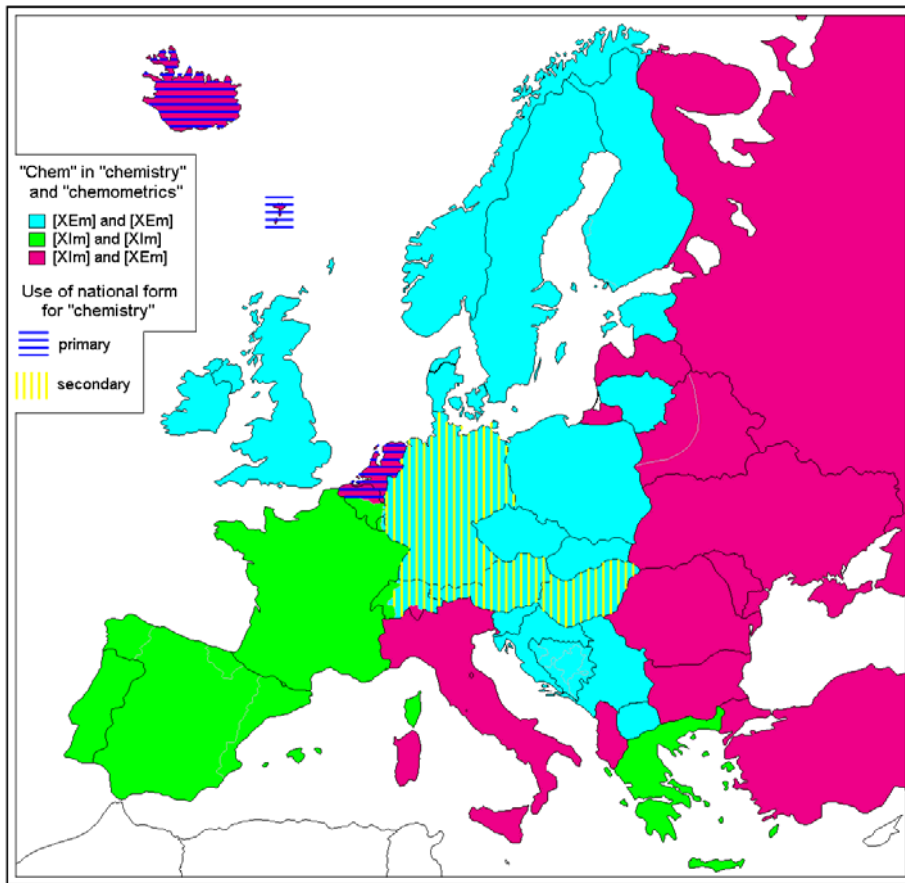 "Chem" in "chemistry"
and "chemometrics"
[XEm] and [XEm]
[XIm] and [XIm]
[XIm] and [XEm]
Use of national form
for "chemistry"
primary
secondary